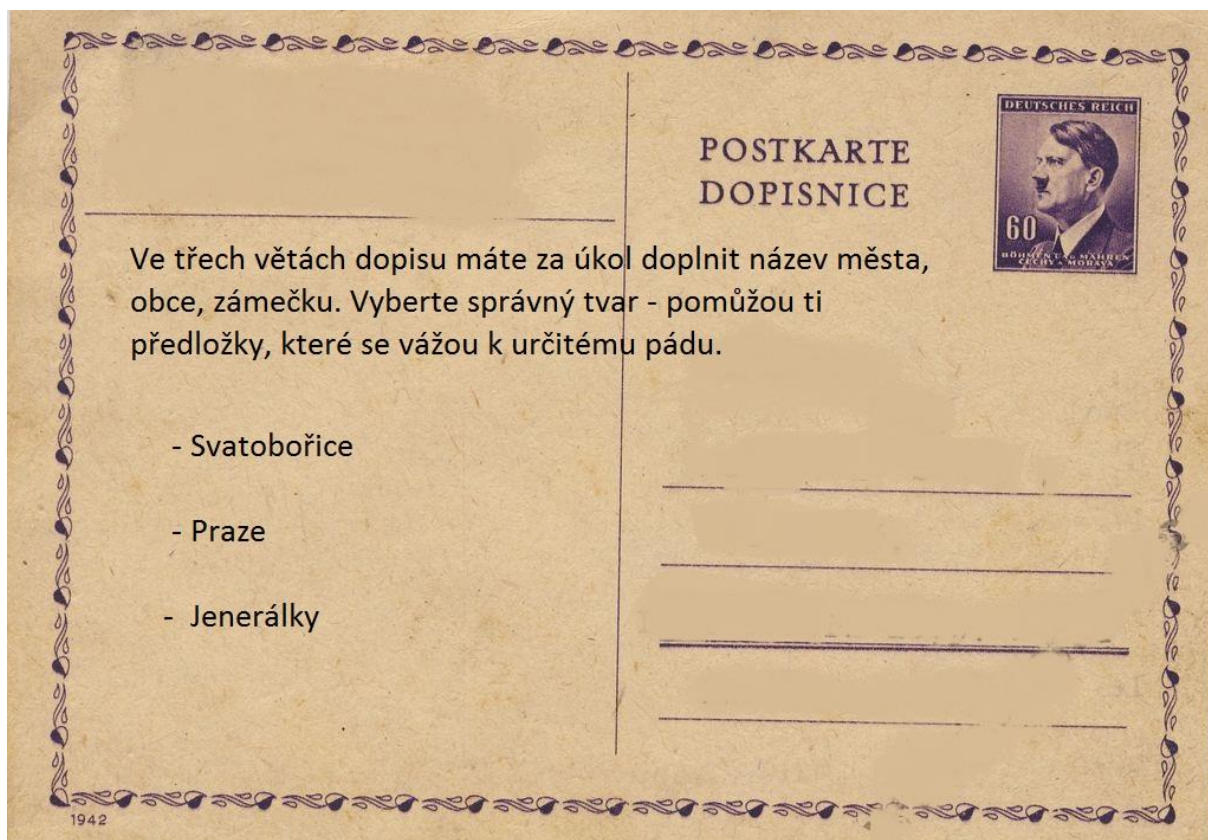 DEUTSCHES REICH
POSTKARTE
DOPISNICE
60
BÖHMEN UND MÄHREN
ČECHY A MORAVA
Ve třech větách dopisu máte za úkol doplnit název města,
obce, zámečku. Vyberte správný tvar - pomůžou ti
předložky, které se vážou k určitému pádu.
- Svatobořice
- Praze
- Jenerálky
1942